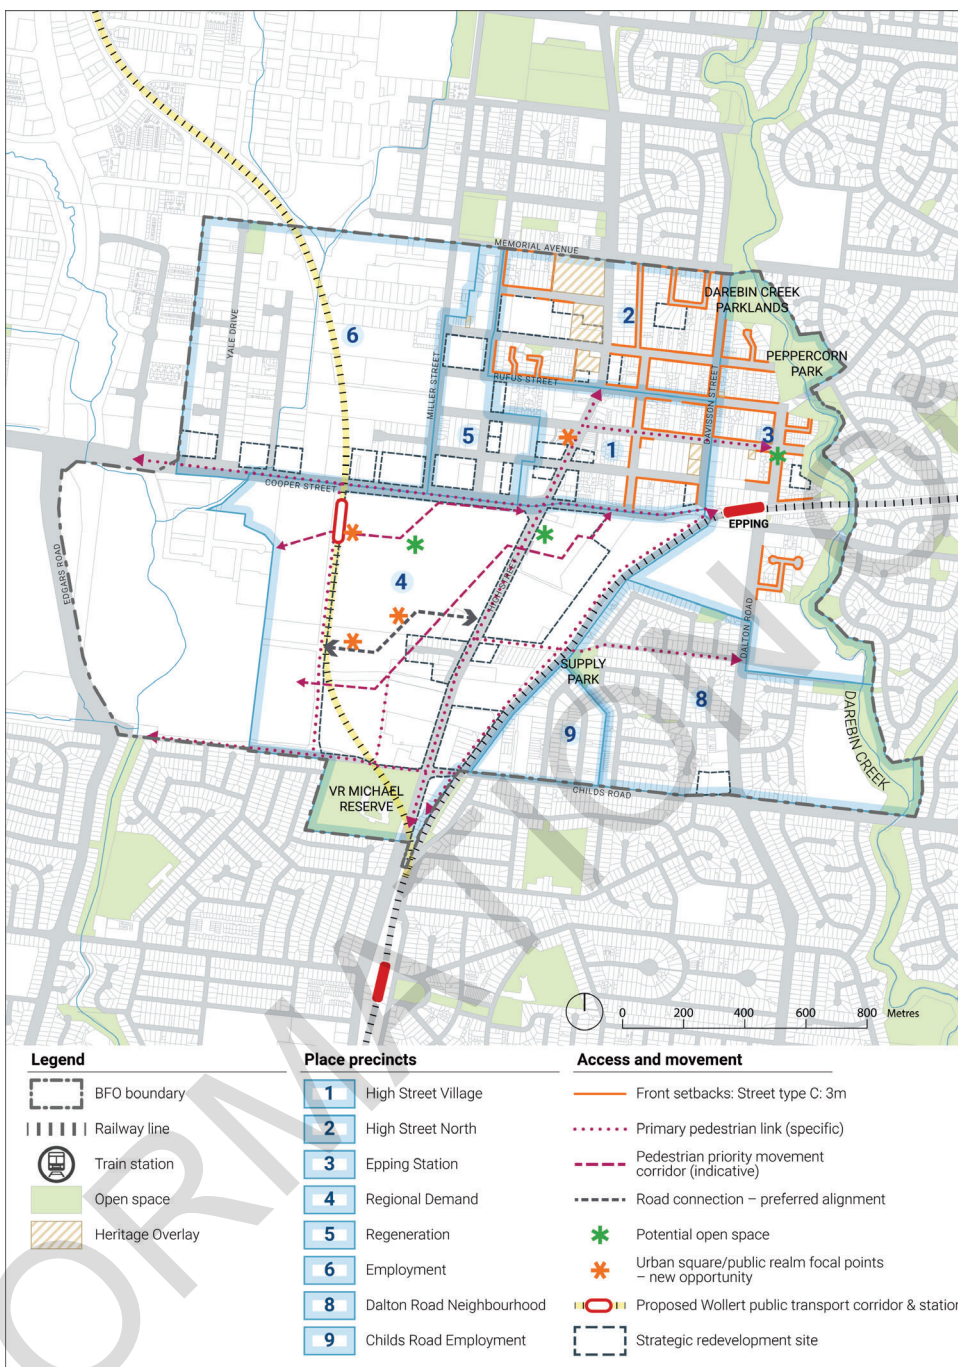 MEMORIAL AVENUE
DAREBIN CREEK
PARKLANDS
2
6
YALE DRIVE
PEPPERCORN
PARK
MILLER STREET
RUFUS STREET
DAVISSON STREET
5
1
3
COOPER STREET
EPPING
EDGARS ROAD
4
HIGH STREET
DALTON ROAD
SUPPLY
PARK
8
9
DAREBIN CREEK
VR MICHAEL
RESERVE
CHILDS ROAD
0 200 400 600 800 Metres
Legend
BFO boundary
Railway line
Train station
Open space
Heritage Overlay
Place precincts
1 High Street Village
2 High Street North
3 Epping Station
4 Regional Demand
5 Regeneration
6 Employment
8 Dalton Road Neighbourhood
9 Childs Road Employment
Access and movement
Front setbacks: Street type C: 3m
Primary pedestrian link (specific)
Pedestrian priority movement
corridor (indicative)
Road connection – preferred alignment
Potential open space
Urban square/public realm focal points
– new opportunity
Proposed Wollert public transport corridor & station
Strategic redevelopment site
ORMATION